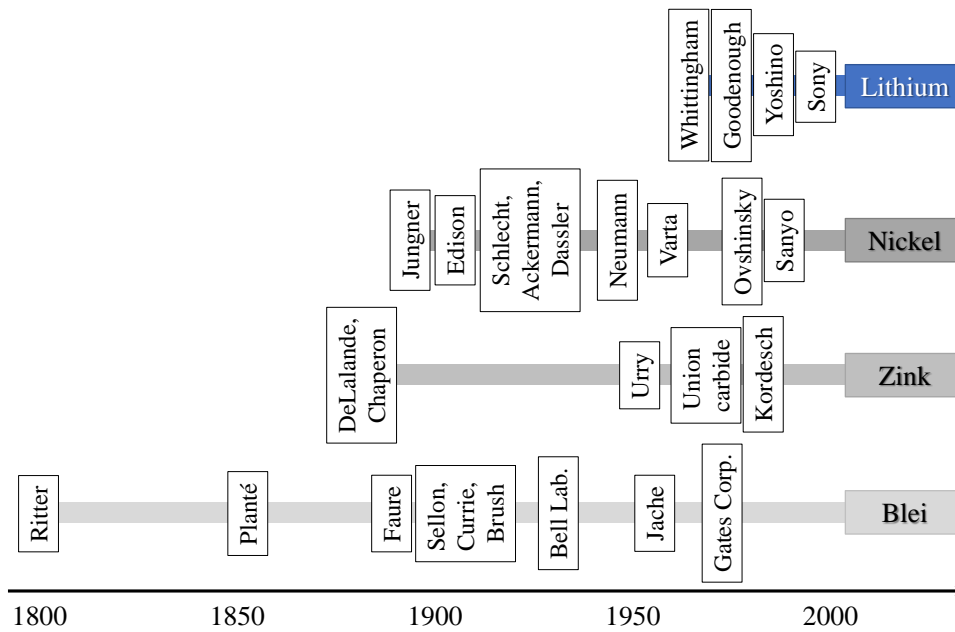 Whittingham
Goodenough
Yoshino
Sony
Lithium
Jungner
Edison
Schlecht,
Ackermann,
Dassler
Neumann
Varta
Ovshinsky
Sanyo
Nickel
DeLalande,
Chaperon
Urry
Union
carbide
Kordesch
Zink
Ritter
Planté
Faure
Sellon,
Currie,
Brush
Bell Lab.
Jache
Gates Corp.
Blei
1800 1850 1900 1950 2000